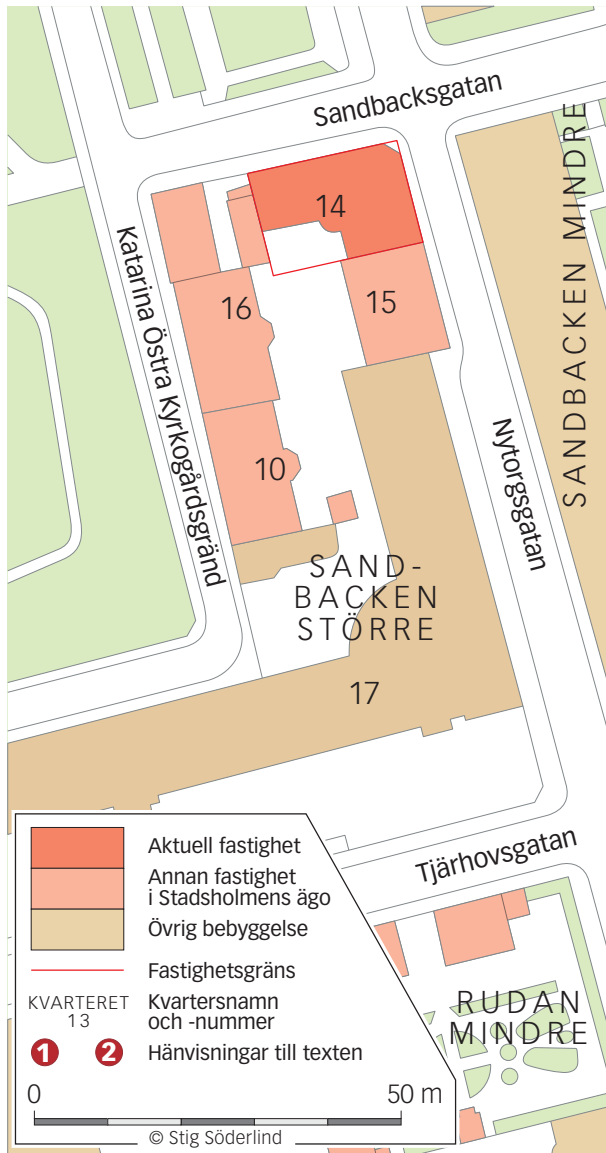 Sandbacksgatan
SANDBACKEN MINDRE
14
Katarina Östra Kyrkogårdsgränd
16
15
10
Nytorgsgatan
SAND-
BACKEN
STÖRRE
17
Tjärhovsgatan
RUDAN
MINDRE
Aktuell fastighet
Annan fastighet
i Stadsholmens ägo
Övrig bebyggelse
Fastighetsgräns
KVARTERET
13
Kvartersnamn
och -nummer
1 2 Hänvisningar till texten
0 50 m
© Stig Söderlind